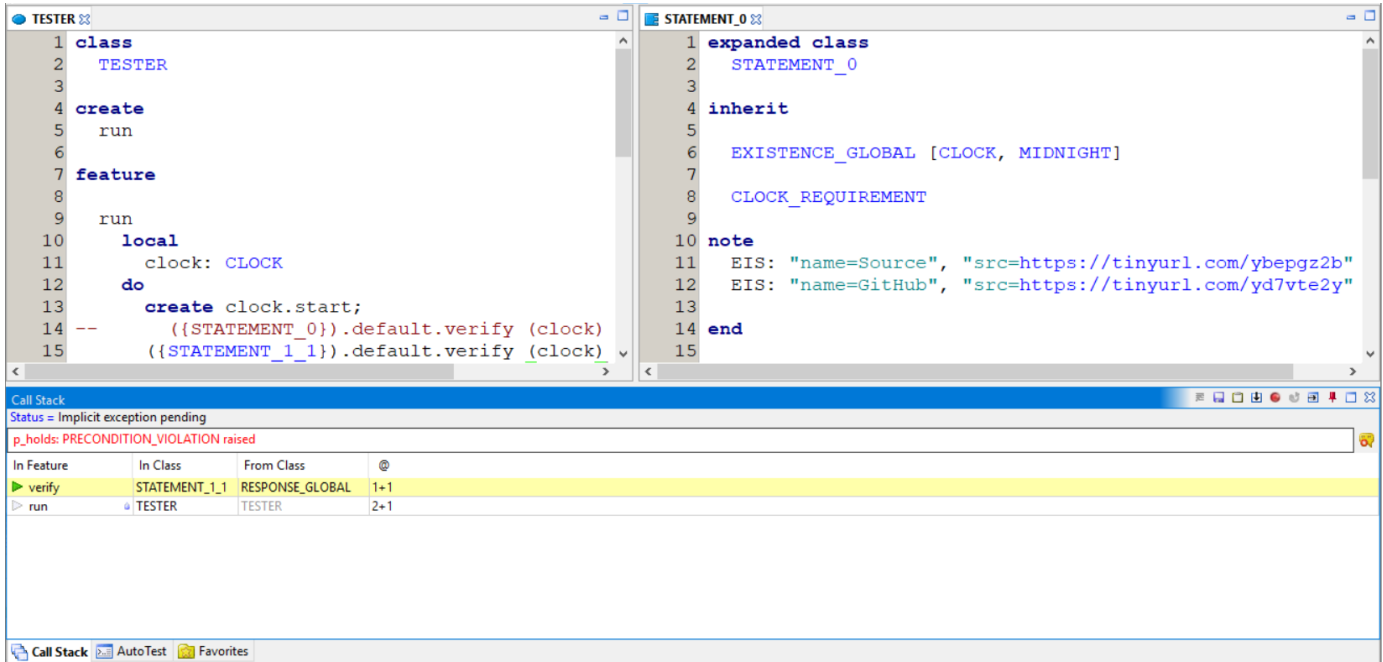 TESTER
1 class
2 TESTER
3
4 create
5 run
6
7 feature
8
9 run
10 local
11 clock: CLOCK
12 do
13 create clock.start;
14 -- ({STATEMENT_0}).default.verify (clock)
15 ({STATEMENT_1_1}).default.verify (clock)
STATEMENT_0
1 expanded class
2 STATEMENT_0
3
4 inherit
5
6 EXISTENCE_GLOBAL [CLOCK, MIDNIGHT]
7
8 CLOCK_REQUIREMENT
9
10 note
11 EIS: "name=Source", "src=https://tinyurl.com/ybepgz2b"
12 EIS: "name=GitHub", "src=https://tinyurl.com/yd7vte2y"
13
14 end
15
Call Stack
Status = Implicit exception pending
p_holds: PRECONDITION_VIOLATION raised
In Feature In Class From Class @
verify STATEMENT_1_1 RESPONSE_GLOBAL 1+1
run TESTER TESTER 2+1
Call Stack AutoTest Favorites